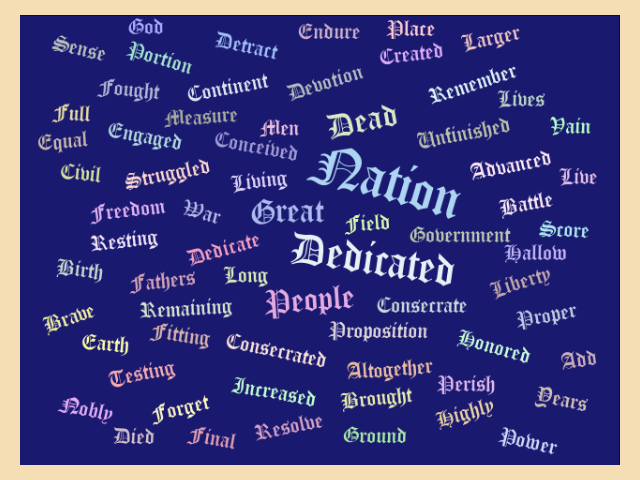 God Endure Place
Sense Portion Detract Created Larger
Fought Continent Devotion Remember Lives
Full Measure Men Dead Unfinished Vain
Equal Engaged Conceived Nation Advanced
Civil Struggled Living Live
Freedom War Great Field Battle
Resting Dedicate Dedicated Government Score
Birth Fathers Long Hallow
Brave Remaining People Consecrate Liberty
Earth Fitting Consecrated Proposition Proper
Testing Altogether Honored Add
Nobly Forget Increased Brought Perish Years
Died Final Resolve Ground Highly Power